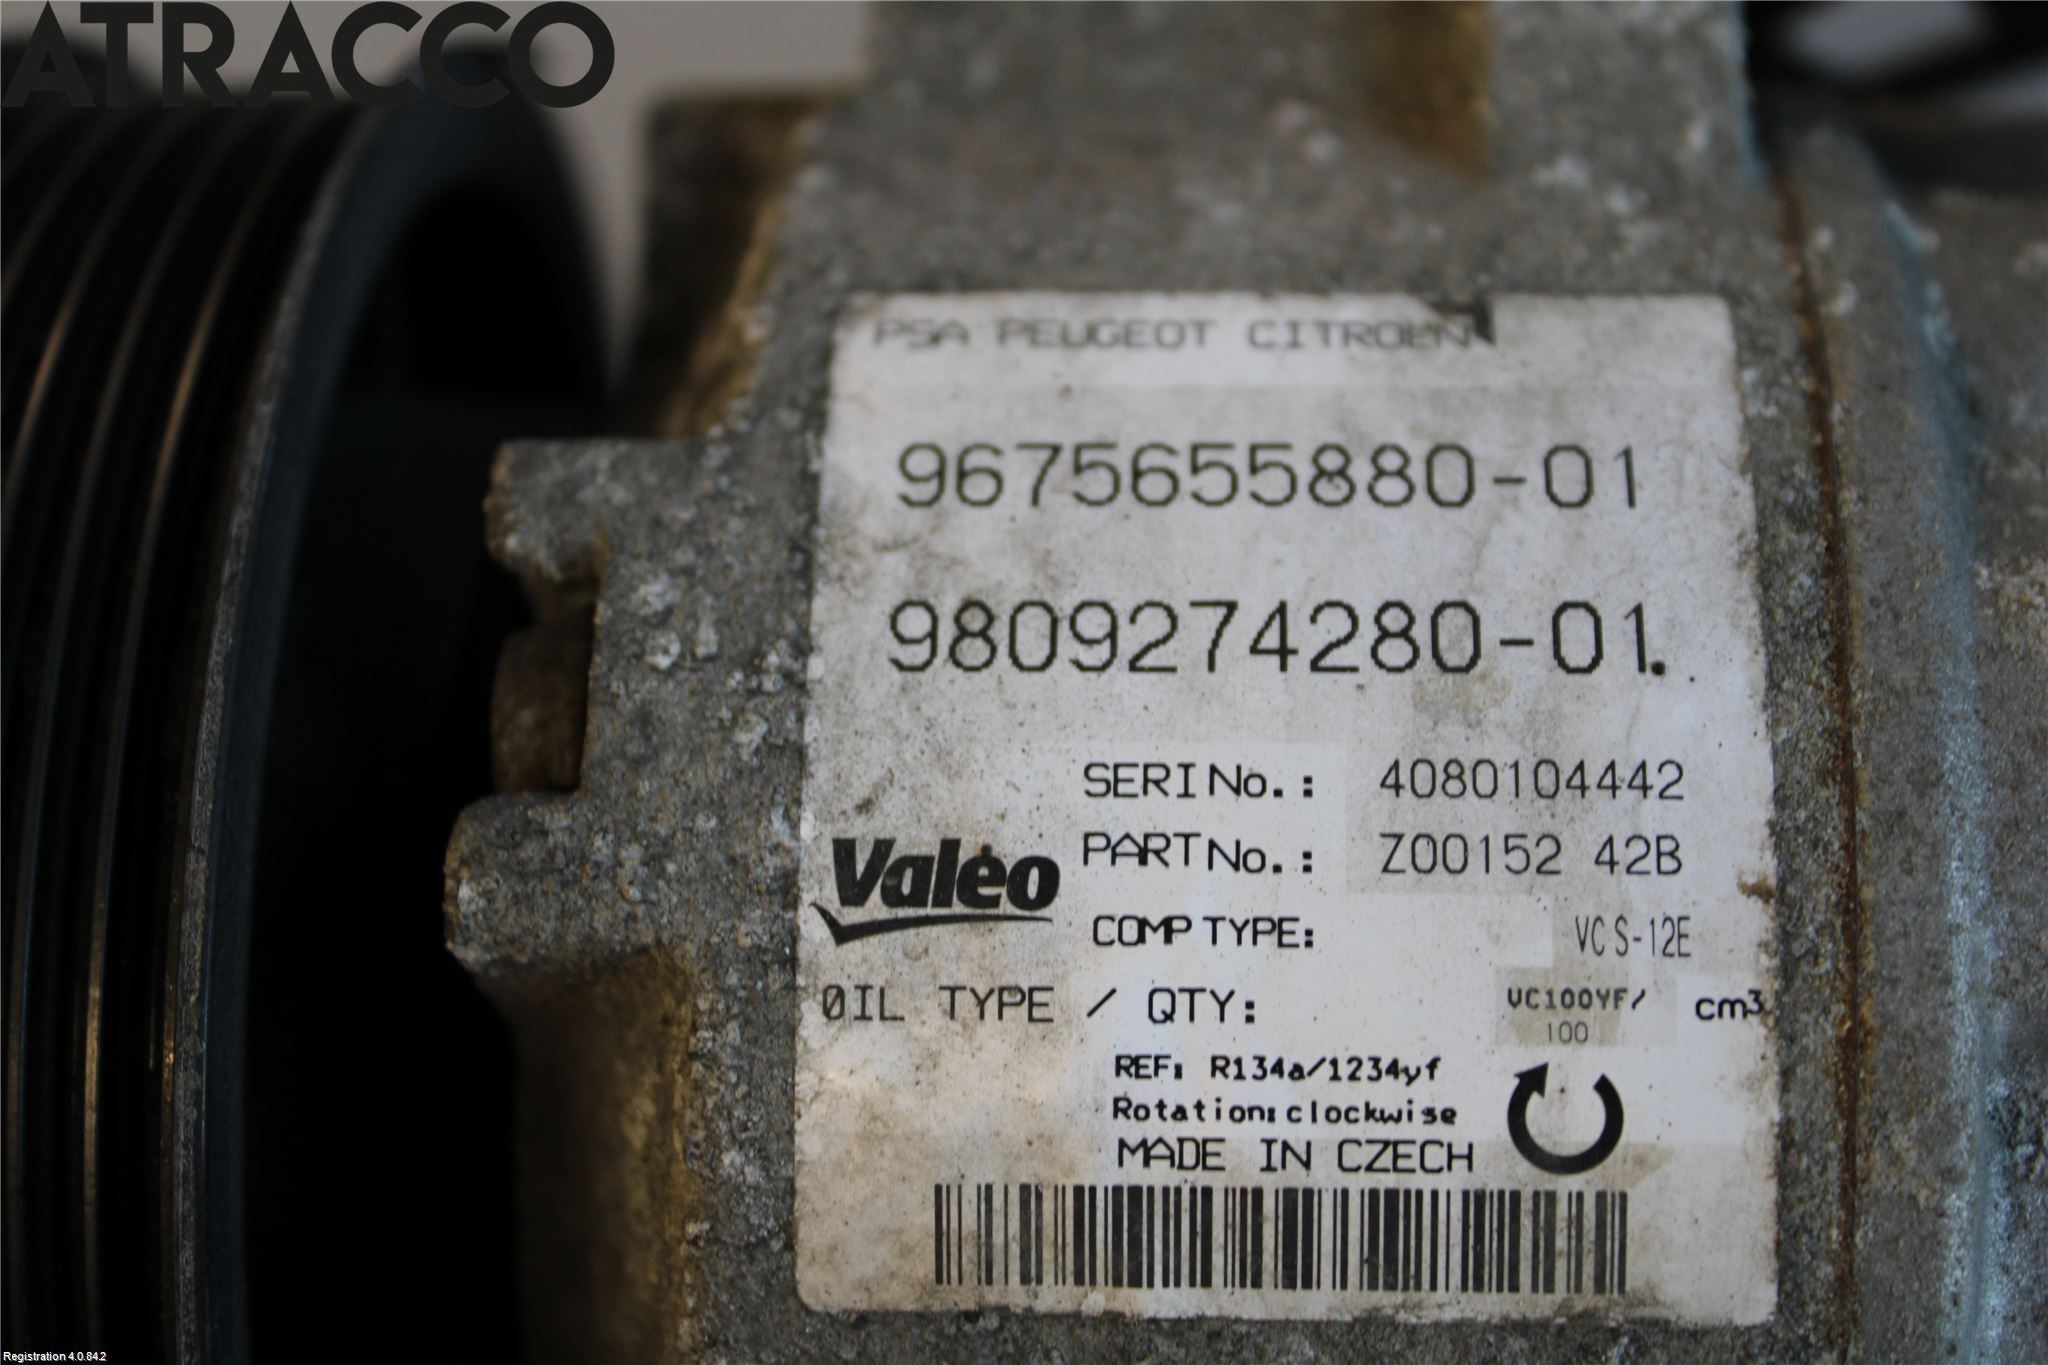 ATRACCO
PSA PEUGEOT CITROEN
9675655880-01
9809274280-01.
SERI No.: 4080104442
Valeo PART No.: Z00152 42B
COMP TYPE: VCS-12E
OIL TYPE / QTY: VC100YF/ cm3
100
REF: R134a/1234yf
Rotation:clockwise
MADE IN CZECH
Registration 4.0.84.2